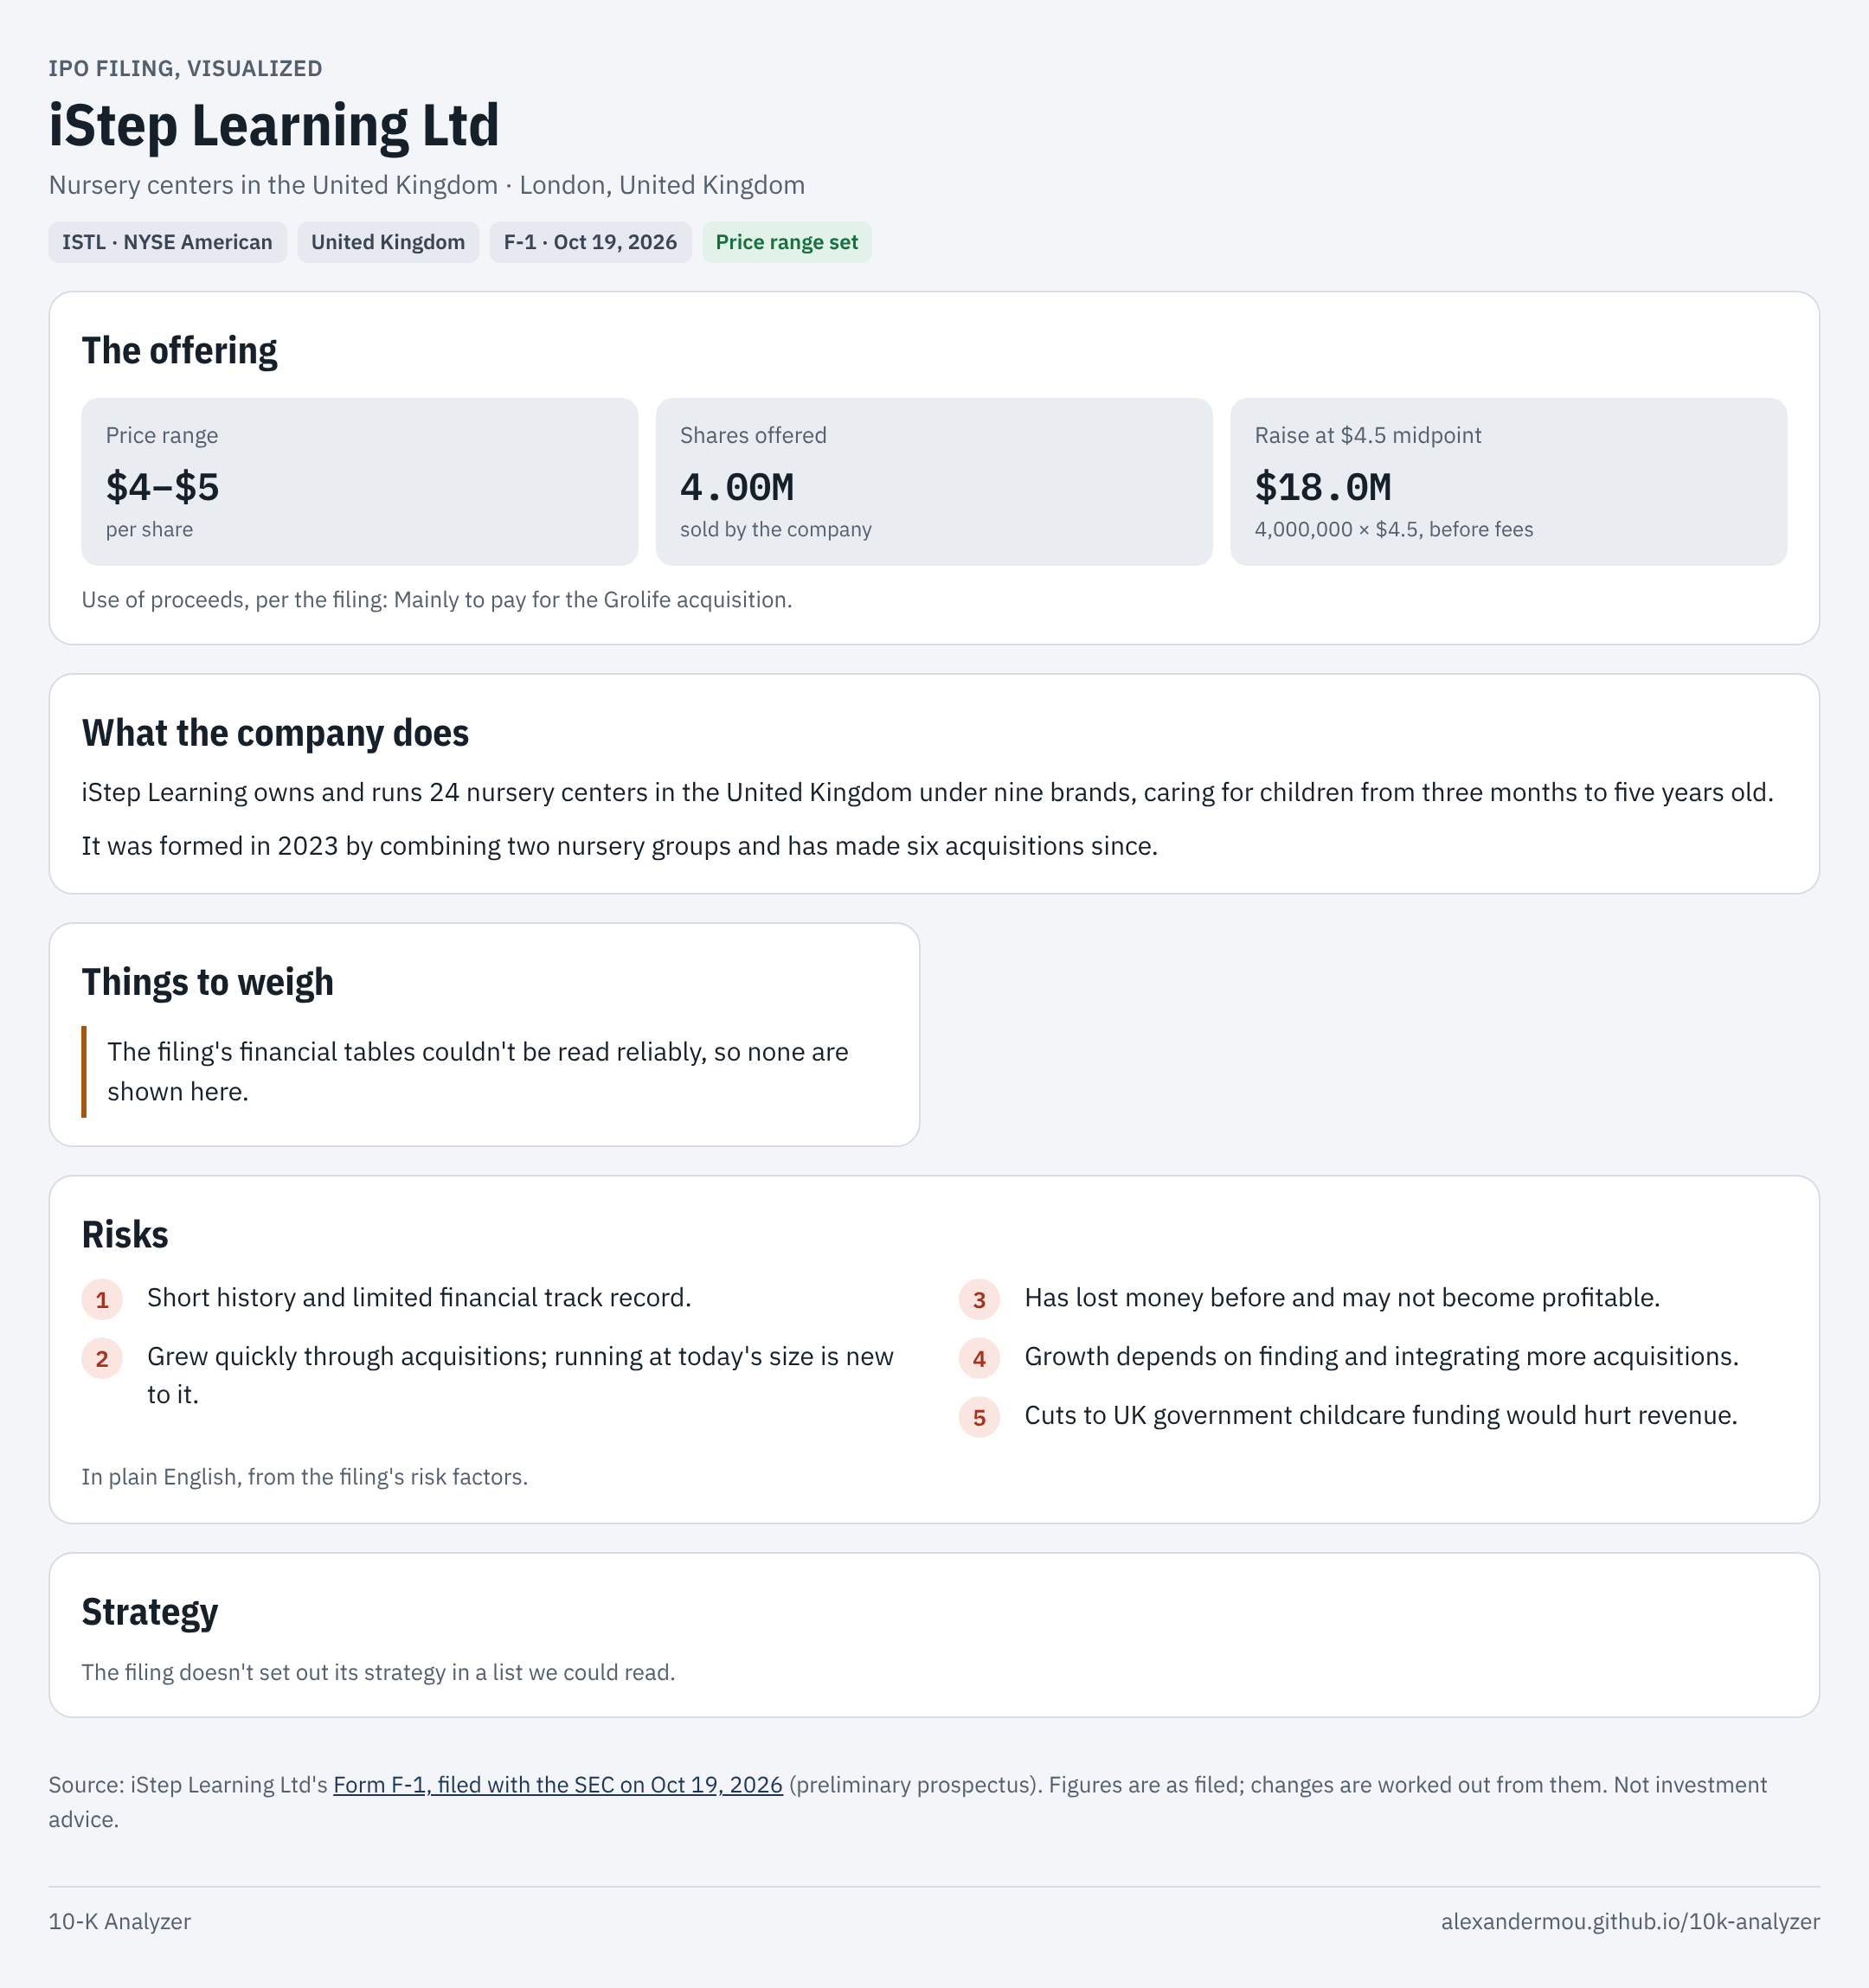 IPO FILING, VISUALIZED
iStep Learning Ltd
Nursery centers in the United Kingdom · London, United Kingdom
ISTL · NYSE American
United Kingdom
F-1 · Oct 19, 2026
Price range set
The offering
Price range
$4–$5
per share
Shares offered
4.00M
sold by the company
Raise at $4.5 midpoint
$18.0M
4,000,000 × $4.5, before fees
Use of proceeds, per the filing: Mainly to pay for the Grolife acquisition.
What the company does
iStep Learning owns and runs 24 nursery centers in the United Kingdom under nine brands, caring for children from three months to five years old.
It was formed in 2023 by combining two nursery groups and has made six acquisitions since.
Things to weigh
The filing's financial tables couldn't be read reliably, so none are
shown here.
Risks
1 Short history and limited financial track record.
2 Grew quickly through acquisitions; running at today's size is new
to it.
3 Has lost money before and may not become profitable.
4 Growth depends on finding and integrating more acquisitions.
5 Cuts to UK government childcare funding would hurt revenue.
In plain English, from the filing's risk factors.
Strategy
The filing doesn't set out its strategy in a list we could read.
Source: iStep Learning Ltd's Form F-1, filed with the SEC on Oct 19, 2026 (preliminary prospectus). Figures are as filed; changes are worked out from them. Not investment
advice.
10-K Analyzer
alexandermou.github.io/10k-analyzer